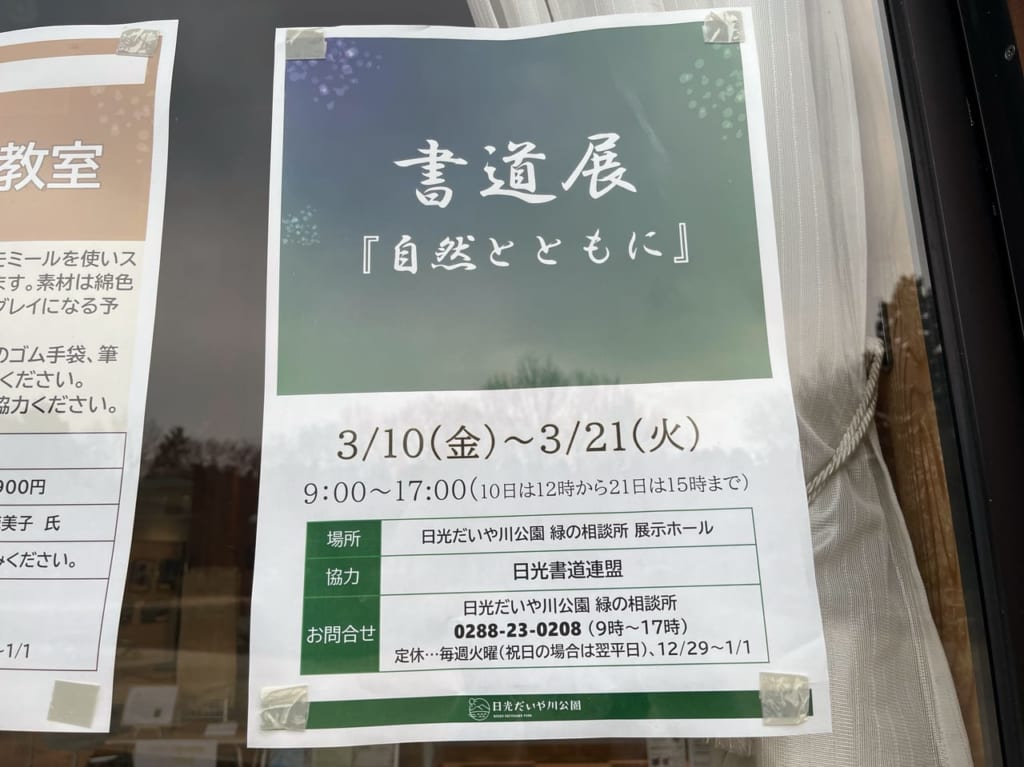 教室
モミールを使いス
ます。素材は綿色
グレイになる予
のゴム手袋、筆
ください。
協力ください。
900円
美子 氏
ください。
~1/1
書道展
『自然とともに』
3/10(金)~3/21(火)
9:00~17:00(10日は12時から21日は15時まで)
場所 日光だいや川公園 緑の相談所 展示ホール
協力 日光書道連盟
お問合せ 日光だいや川公園 緑の相談所
0288-23-0208 (9時~17時)
定休…毎週火曜(祝日の場合は翌平日)、12/29~1/1
日光だいや川公園